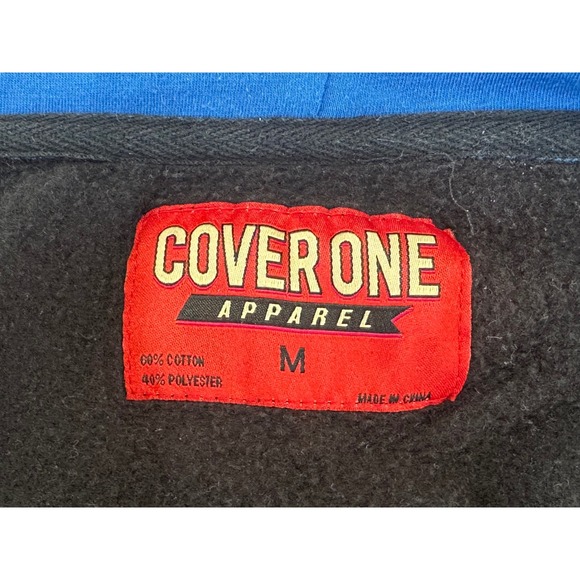 COVER ONE
APPAREL
M
60% COTTON
40% POLYESTER
MADE IN CHINA